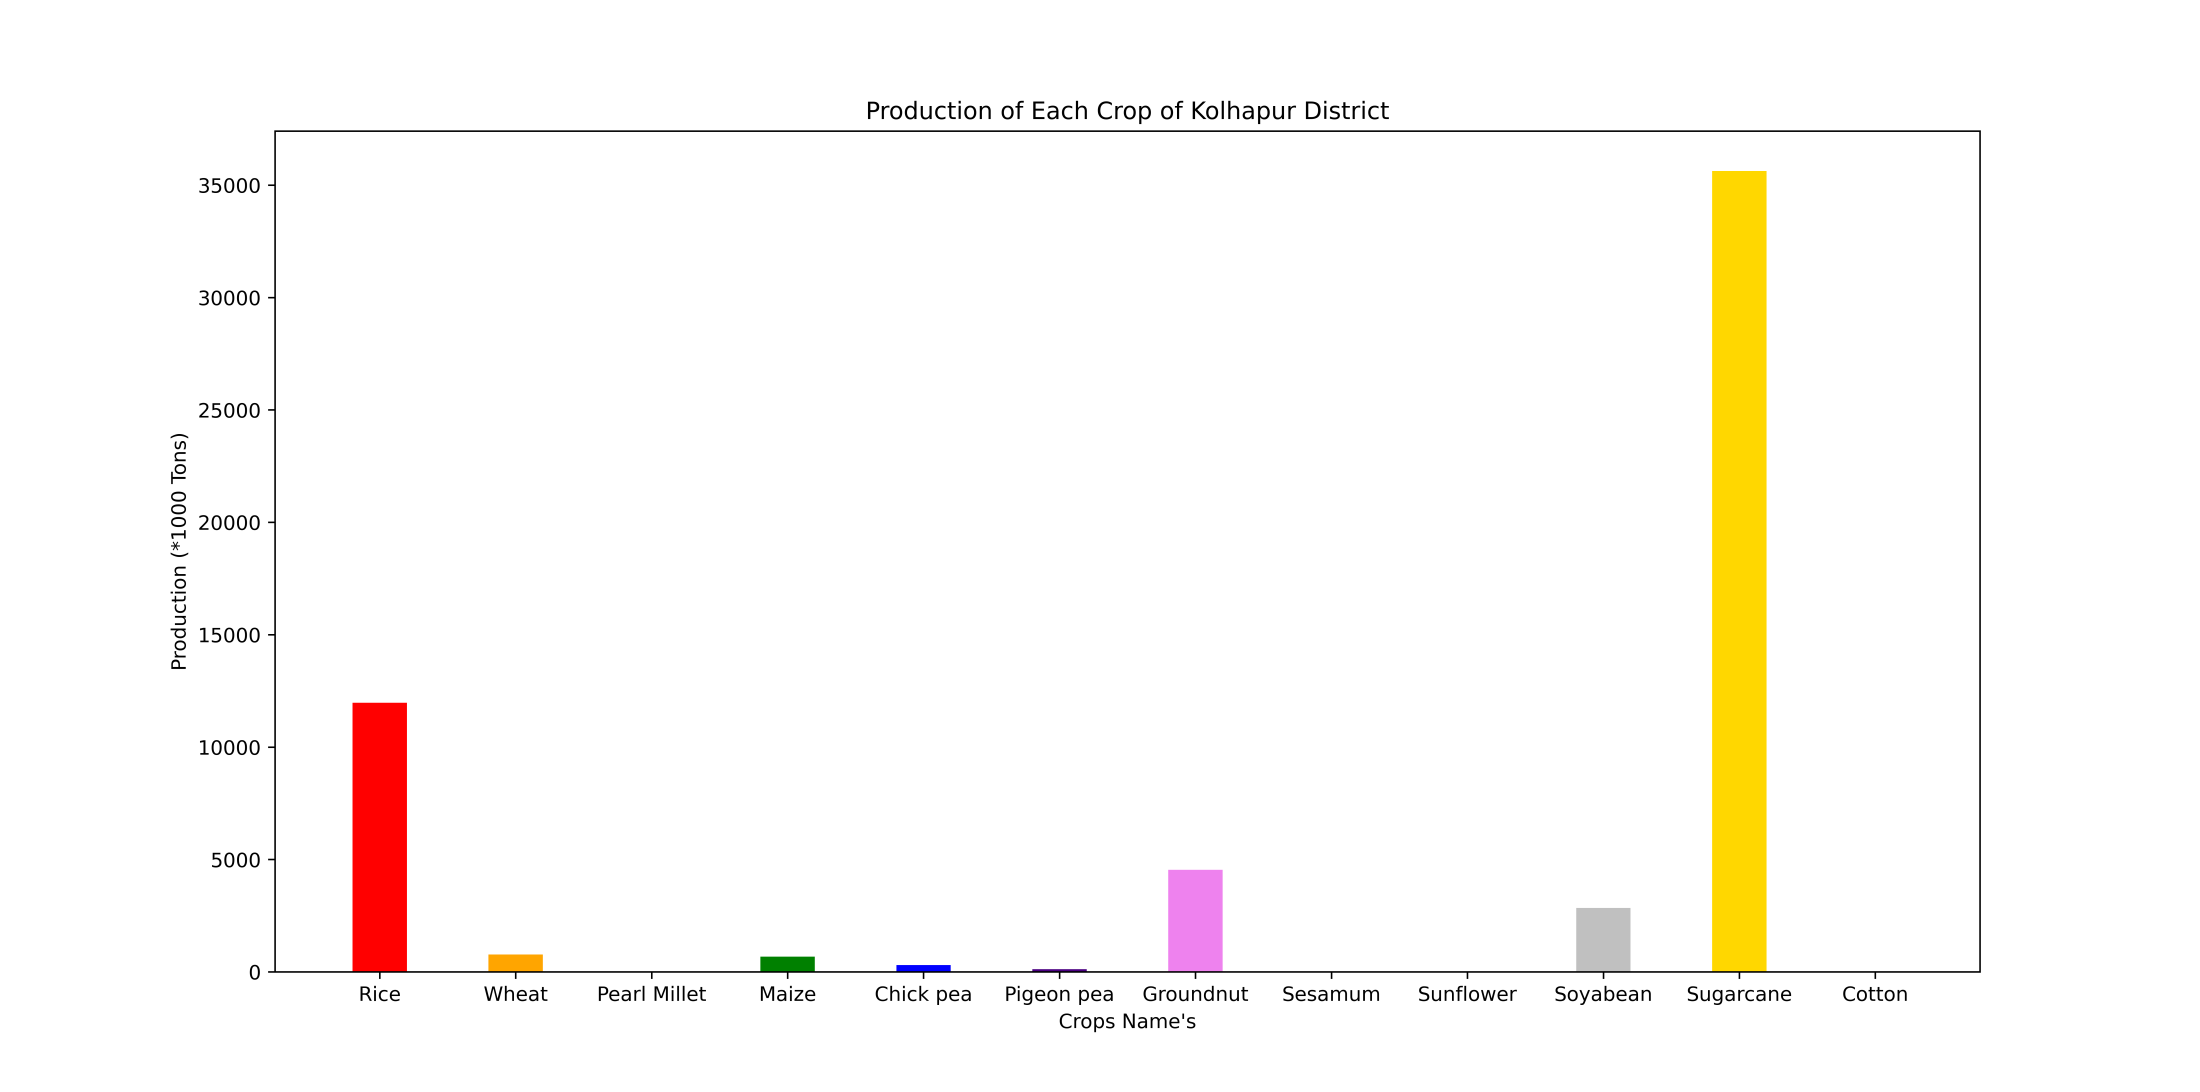 Production of Each Crop of Kolhapur District
Production (*1000 Tons)
35000
30000
25000
20000
15000
10000
5000
0
Rice Wheat Pearl Millet Maize Chick pea Pigeon pea Groundnut Sesamum Sunflower Soyabean Sugarcane Cotton
Crops Name's